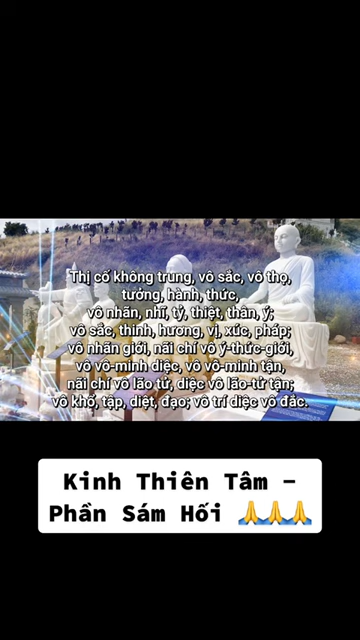 Thị cố không trung, vô sắc, vô thọ,
tưởng, hành, thức,
vô nhãn, nhĩ, tỷ, thiệt, thân, ý;
vô sắc, thinh, hương, vị, xúc, pháp;
vô nhãn giới, nãi chí vô ý-thức-giới,
vô vô-minh diệc, vô vô-minh tận,
nãi chí vô lão tử, diệc vô lão-tử tận;
vô khổ, tập, diệt, đạo; vô trí diệc vô đắc.
Kinh Thiên Tâm -
Phần Sám Hối 🙏🙏🙏